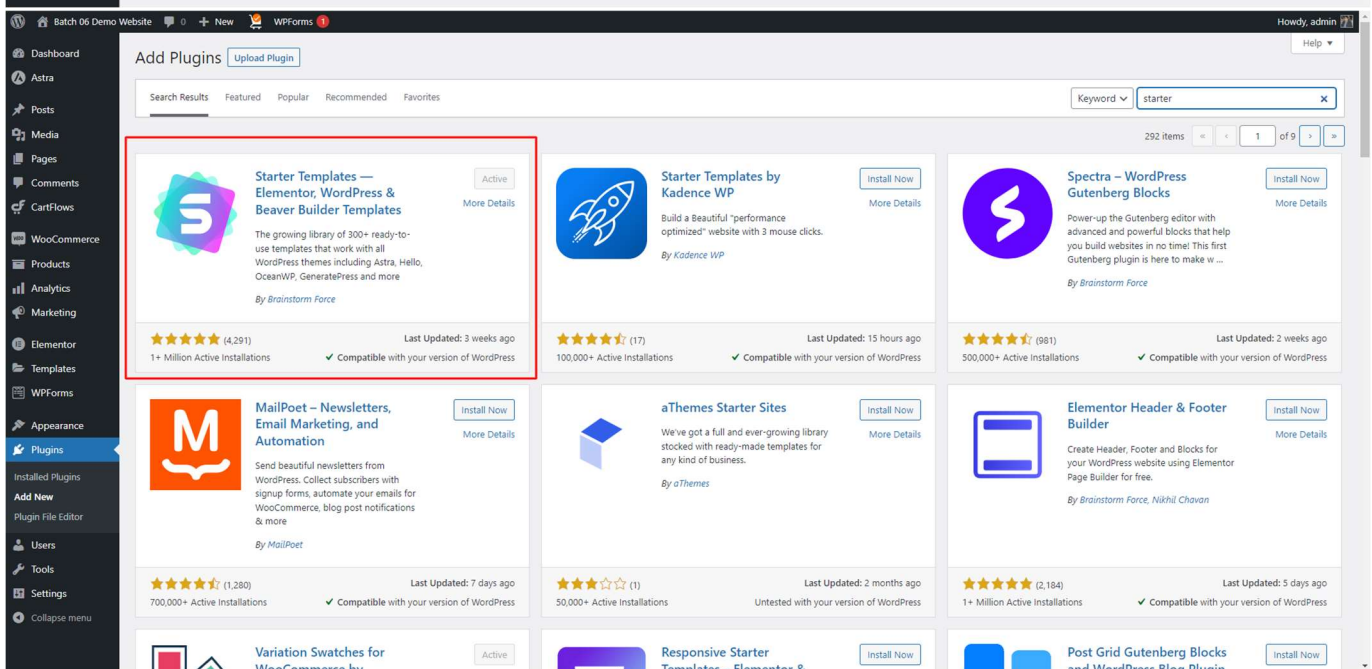 Batch 06 Demo Website 0 + New WPForms 1 Howdy, admin
Help ▼
Dashboard
Astra
Posts
Media
Pages
Comments
CartFlows
WooCommerce
Products
Analytics
Marketing
Elementor
Templates
WPForms
Appearance
Plugins
Installed Plugins
Add New
Plugin File Editor
Users
Tools
Settings
Collapse menu
Add Plugins Upload Plugin
Search Results Featured Popular Recommended Favorites
Keyword starter ×
292 items « ‹ 1 of 9 › »
Starter Templates —
Elementor, WordPress &
Beaver Builder Templates
Active
More Details
The growing library of 300+ ready-to-
use templates that work with all
WordPress themes including Astra, Hello,
OceanWP, GeneratePress and more
By Brainstorm Force
(4,291)
1+ Million Active Installations
Last Updated: 3 weeks ago
✓ Compatible with your version of WordPress
Starter Templates by
Kadence WP
Install Now
More Details
Build a Beautiful "performance
optimized" website with 3 mouse clicks.
By Kadence WP
(17)
100,000+ Active Installations
Last Updated: 15 hours ago
✓ Compatible with your version of WordPress
Spectra – WordPress
Gutenberg Blocks
Install Now
More Details
Power-up the Gutenberg editor with
advanced and powerful blocks that help
you build websites in no time! This first
Gutenberg plugin is here to make w ...
By Brainstorm Force
(981)
500,000+ Active Installations
Last Updated: 2 weeks ago
✓ Compatible with your version of WordPress
M
MailPoet – Newsletters,
Email Marketing, and
Automation
Install Now
More Details
Send beautiful newsletters from
WordPress. Collect subscribers with
signup forms, automate your emails for
WooCommerce, blog post notifications
& more
By MailPoet
(1,280)
700,000+ Active Installations
Last Updated: 7 days ago
✓ Compatible with your version of WordPress
aThemes Starter Sites
Install Now
More Details
We've got a full and ever-growing library
stocked with ready-made templates for
any kind of business.
By aThemes
(1)
50,000+ Active Installations
Last Updated: 2 months ago
Untested with your version of WordPress
Elementor Header & Footer
Builder
Install Now
More Details
Create Header, Footer and Blocks for
your WordPress website using Elementor
Page Builder for free.
By Brainstorm Force, Nikhil Chavan
(2,184)
1+ Million Active Installations
Last Updated: 5 days ago
✓ Compatible with your version of WordPress
Variation Swatches for
WooCommerce by
Active
Responsive Starter
Templates – Elementor &
Install Now
Post Grid Gutenberg Blocks
and WordPress Blog Plugin
Install Now